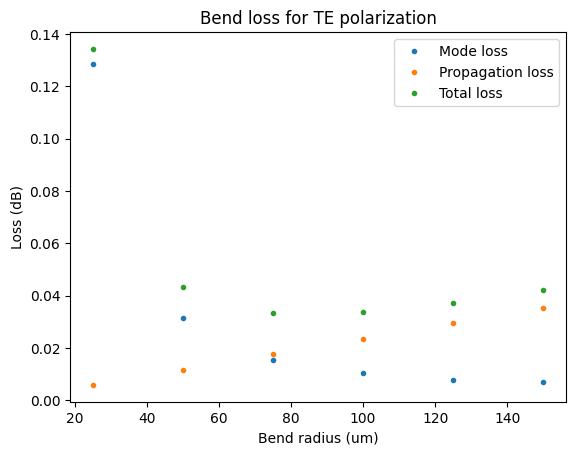 Bend loss for TE polarization
Mode loss
Propagation loss
Total loss
0.14
0.12
0.10
0.08
0.06
0.04
0.02
0.00
Loss (dB)
20 40 60 80 100 120 140
Bend radius (um)